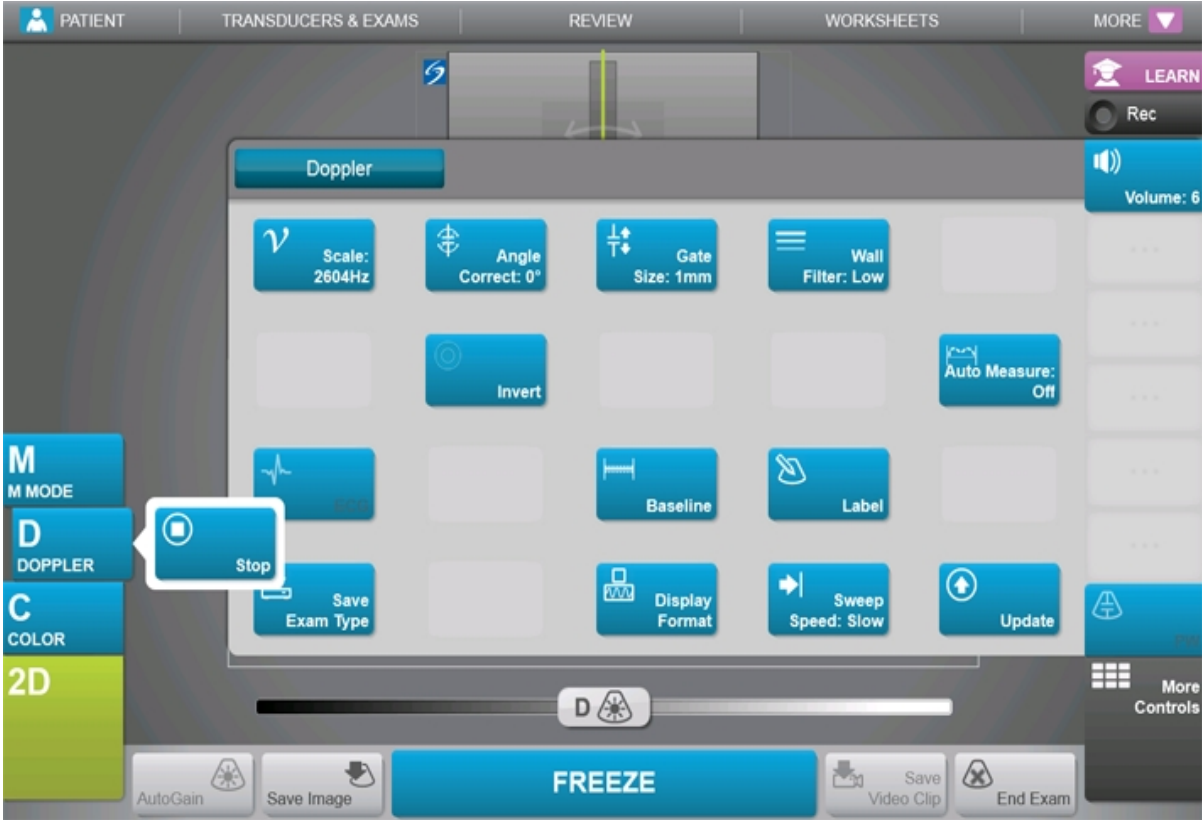 PATIENT
TRANSDUCERS & EXAMS
REVIEW
WORKSHEETS
MORE
LEARN
Rec
Volume: 6
Doppler
Scale:
2604Hz
Angle
Correct: 0°
Gate
Size: 1mm
Wall
Filter: Low
Invert
Auto Measure:
Off
ECG
Baseline
Label
Save
Exam Type
Display
Format
Sweep
Speed: Slow
Update
M
M MODE
D
DOPPLER
Stop
C
COLOR
2D
PW
More
Controls
D
AutoGain
Save Image
FREEZE
Save
Video Clip
End Exam